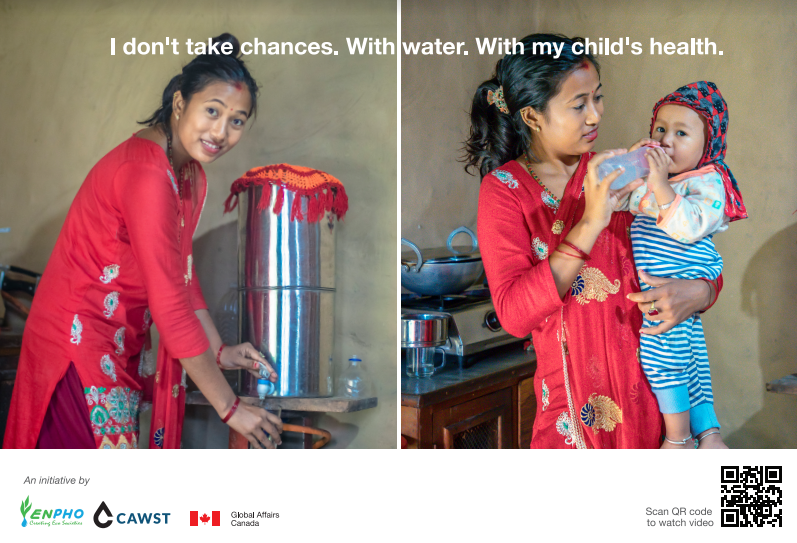 I don't take chances. With water. With my child's health.
An initiative by
ENPHO
Creating Eco Societies
CAWST
Global Affairs
Canada
Scan QR code
to watch video